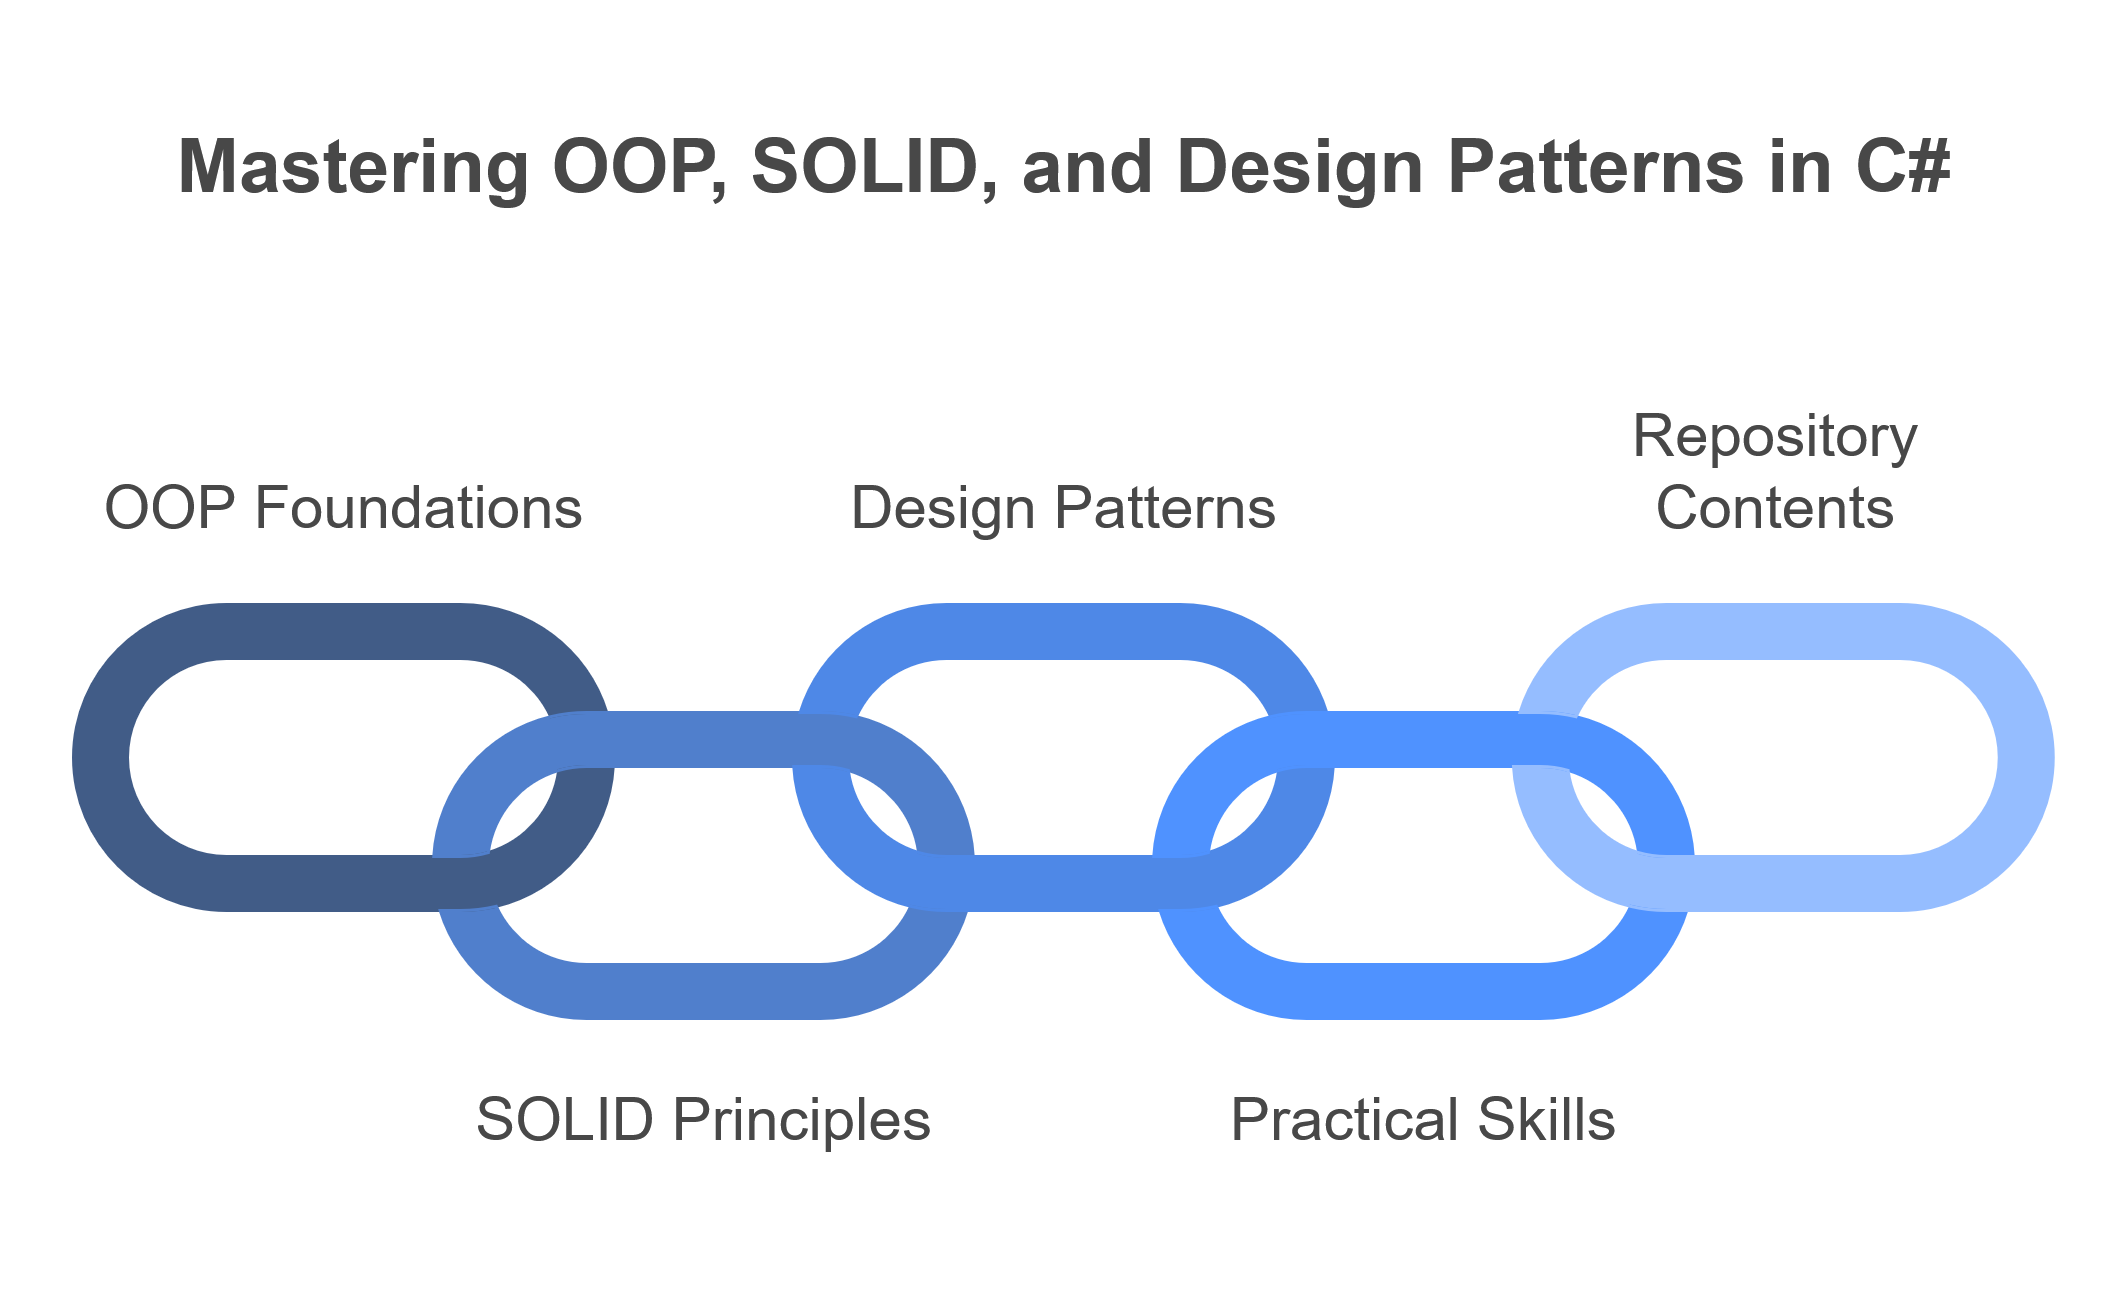 Mastering OOP, SOLID, and Design Patterns in C#
OOP Foundations
Design Patterns
Repository
Contents
SOLID Principles
Practical Skills